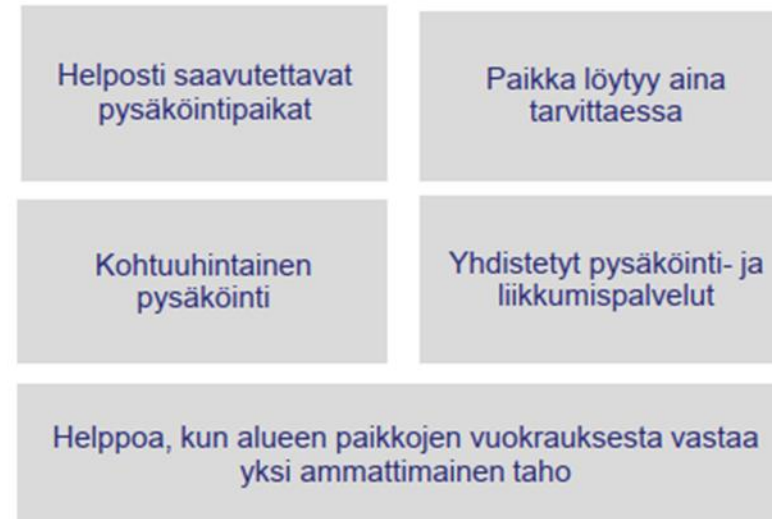 Helposti saavutettavat
pysäköintipaikat
Paikka löytyy aina
tarvittaessa
Kohtuuhintainen
pysäköinti
Yhdistetyt pysäköinti- ja
liikkumispalvelut
Helppoa, kun alueen paikkojen vuokrauksesta vastaa
yksi ammattimainen taho